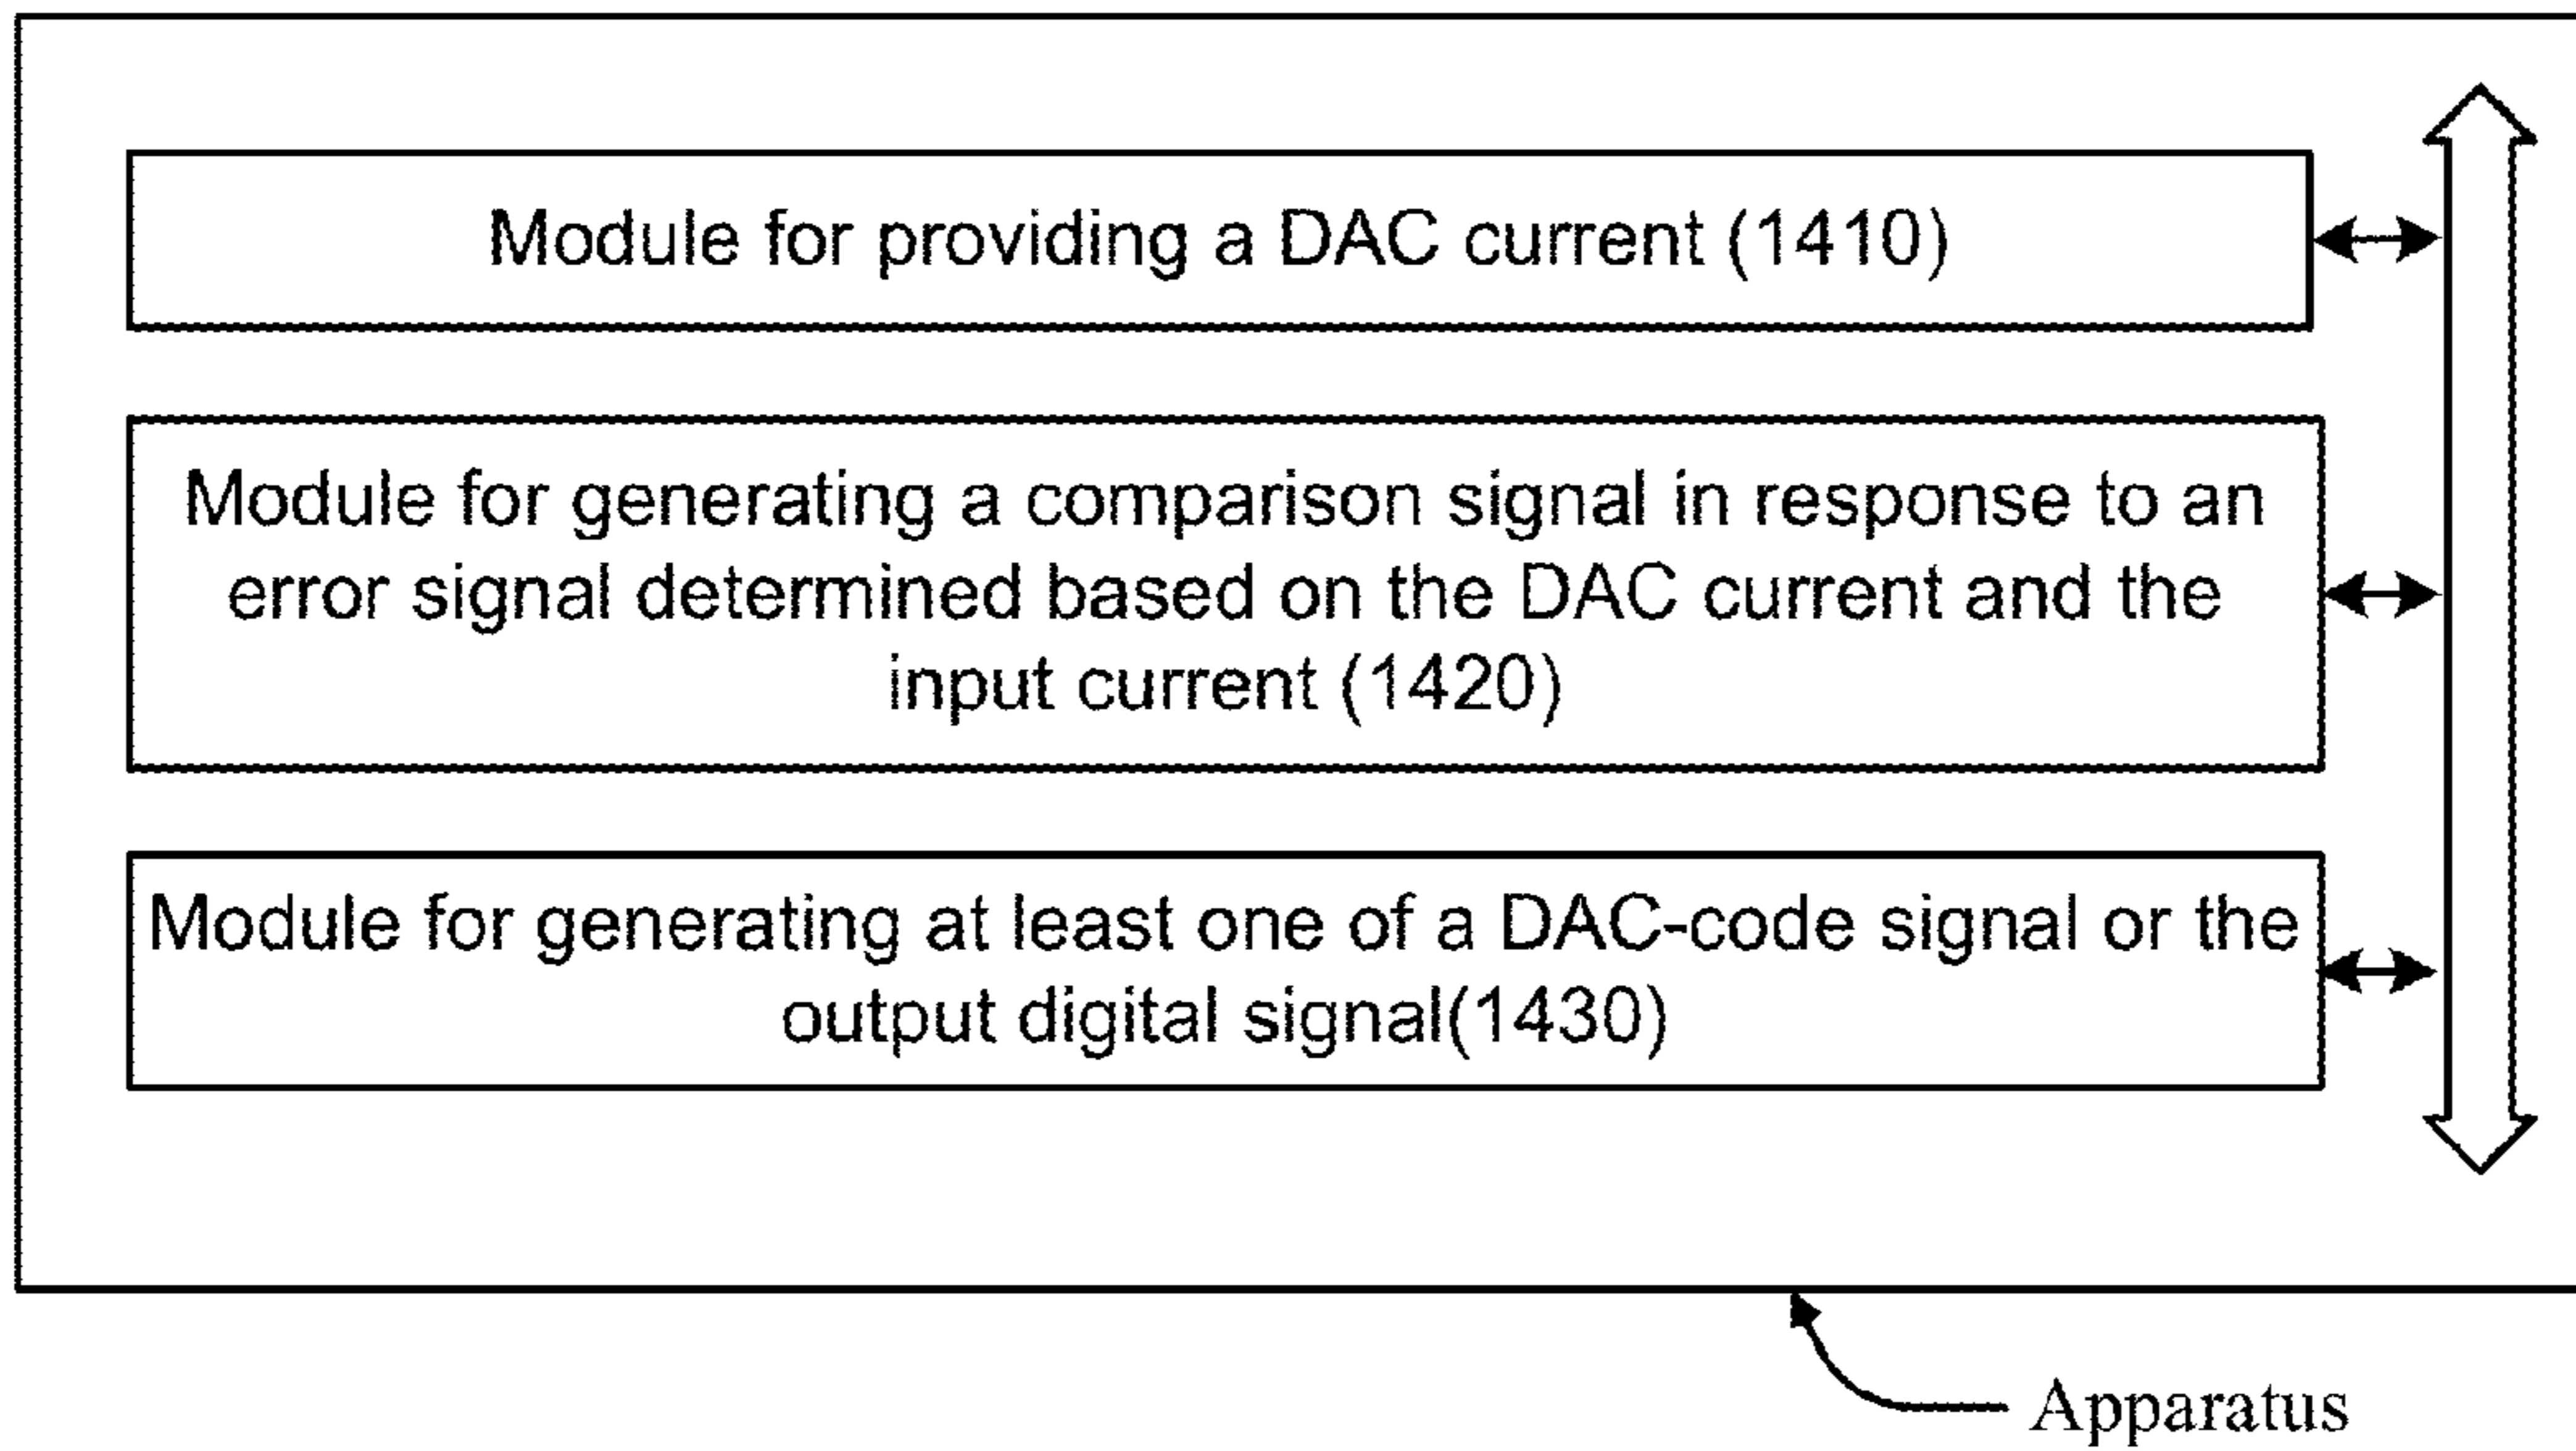 Module for providing a DAC current (1410)
Module for generating a comparison signal in response to an
error signal determined based on the DAC current and the
input current (1420)
Module for generating at least one of a DAC-code signal or the
output digital signal(1430)
Apparatus